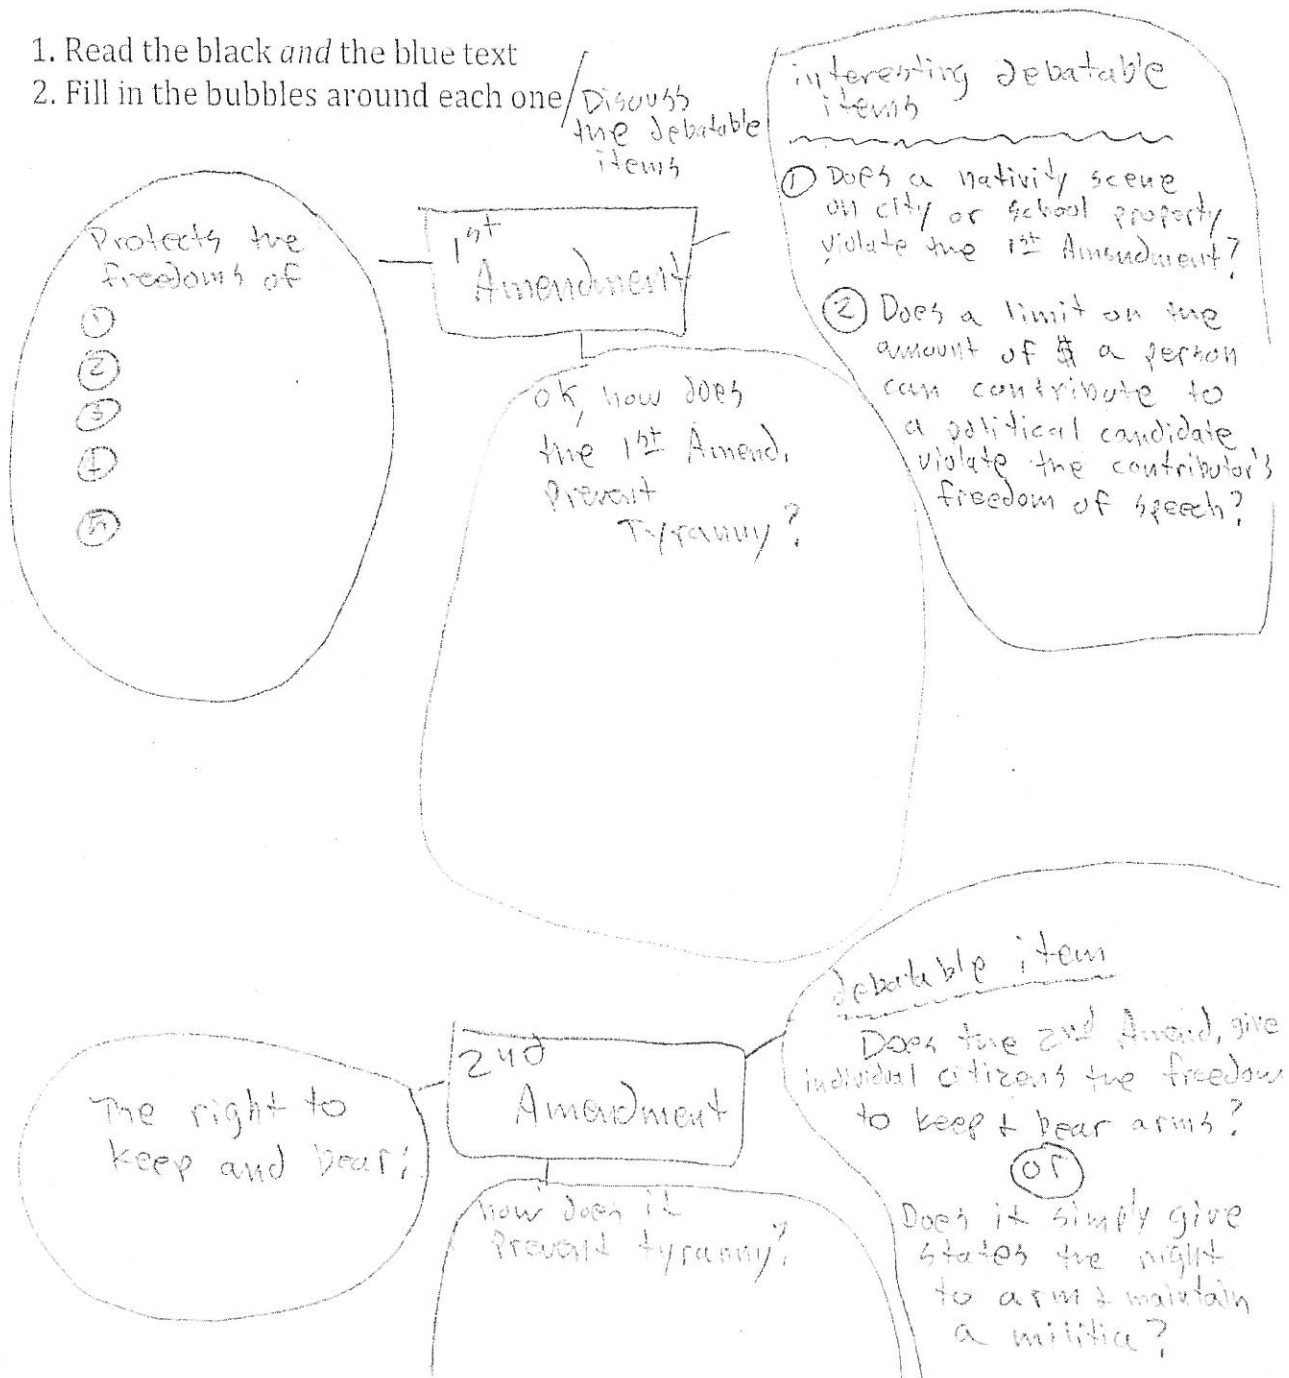 1. Read the black and the blue text
2. Fill in the bubbles around each one/
Discuss
the debatable
items
interesting debatable
items
① Does a nativity scene
on city or school property
violate the 1st Amendment?
② Does a limit on the
amount of $ a person
can contribute to
a political candidate
violate the contributor's
freedom of speech?
1st
Amendment
Protects the
freedoms of
①
②
③
④
⑤
ok, how does
the 1st Amend.
prevent
Tyranny?
2nd
Amendment
The right to
keep and bear:
how does it
prevent tyranny?
debatable item
Does the 2nd Amend. give
individual citizens the freedom
to keep & bear arms?
or
Does it simply give
states the right
to arm & maintain
a militia?